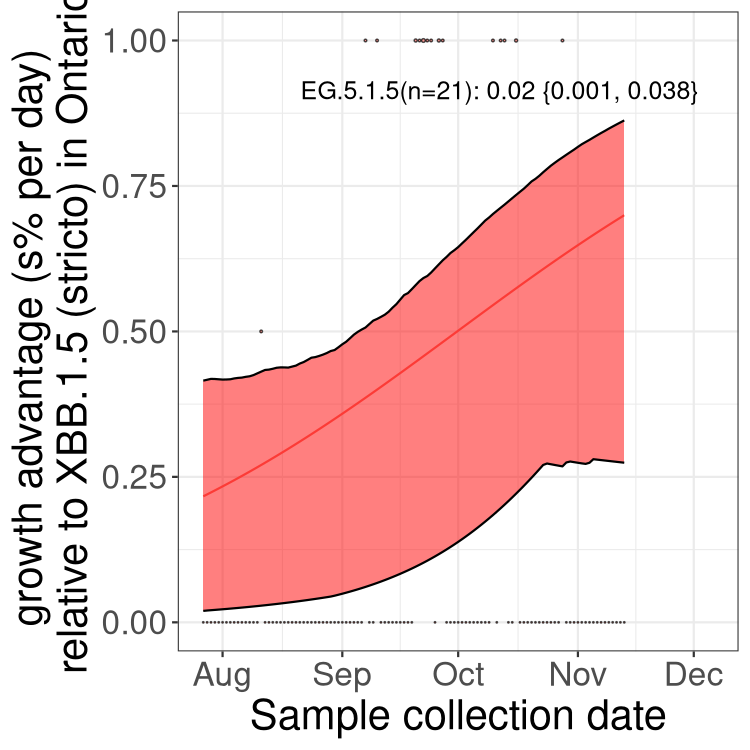 growth advantage (s% per day)
relative to XBB.1.5 (stricto) in Ontario
1.00
EG.5.1.5(n=21): 0.02 {0.001, 0.038}
0.75
0.50
0.25
0.00
Aug Sep Oct Nov Dec
Sample collection date